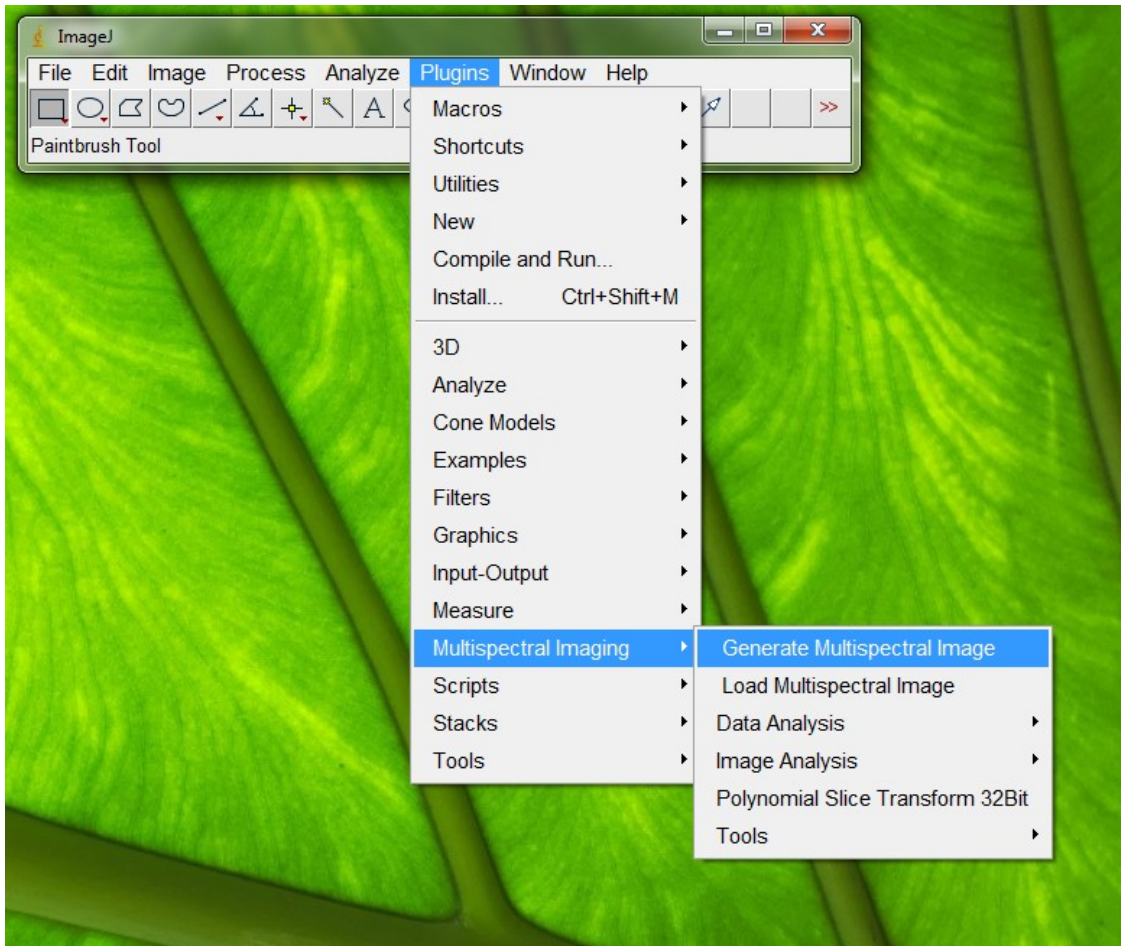 ImageJ
File Edit Image Process Analyze Plugins Window Help
A >>
Paintbrush Tool
Macros
Shortcuts
Utilities
New
Compile and Run...
Install... Ctrl+Shift+M
3D
Analyze
Cone Models
Examples
Filters
Graphics
Input-Output
Measure
Multispectral Imaging
Scripts
Stacks
Tools
Generate Multispectral Image
Load Multispectral Image
Data Analysis
Image Analysis
Polynomial Slice Transform 32Bit
Tools